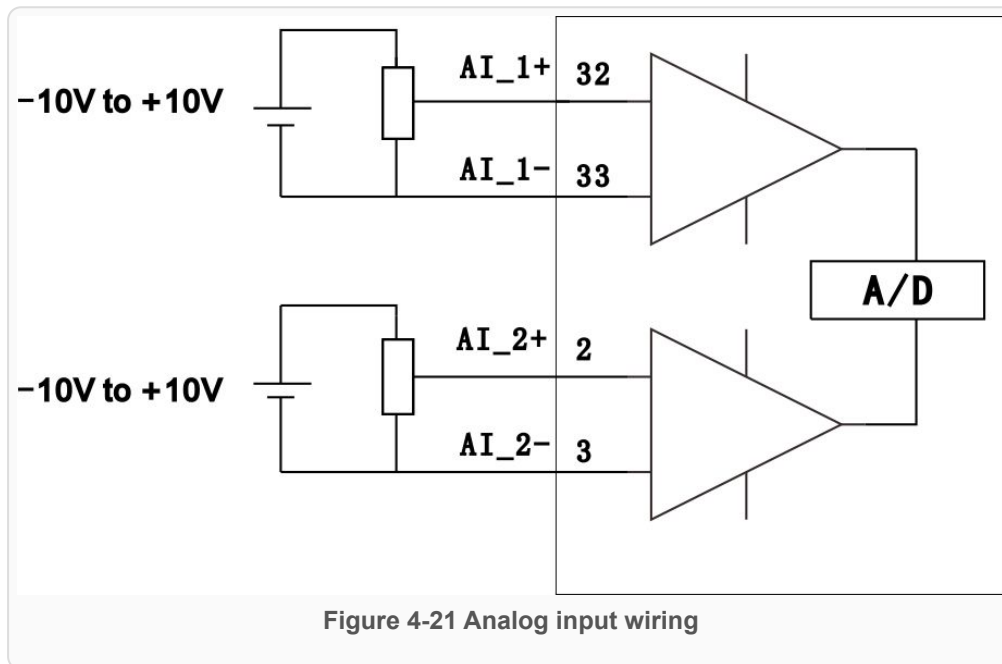 AI_1+ 32
−10V to +10V
AI_1- 33
A/D
AI_2+ 2
−10V to +10V
AI_2- 3
Figure 4-21 Analog input wiring